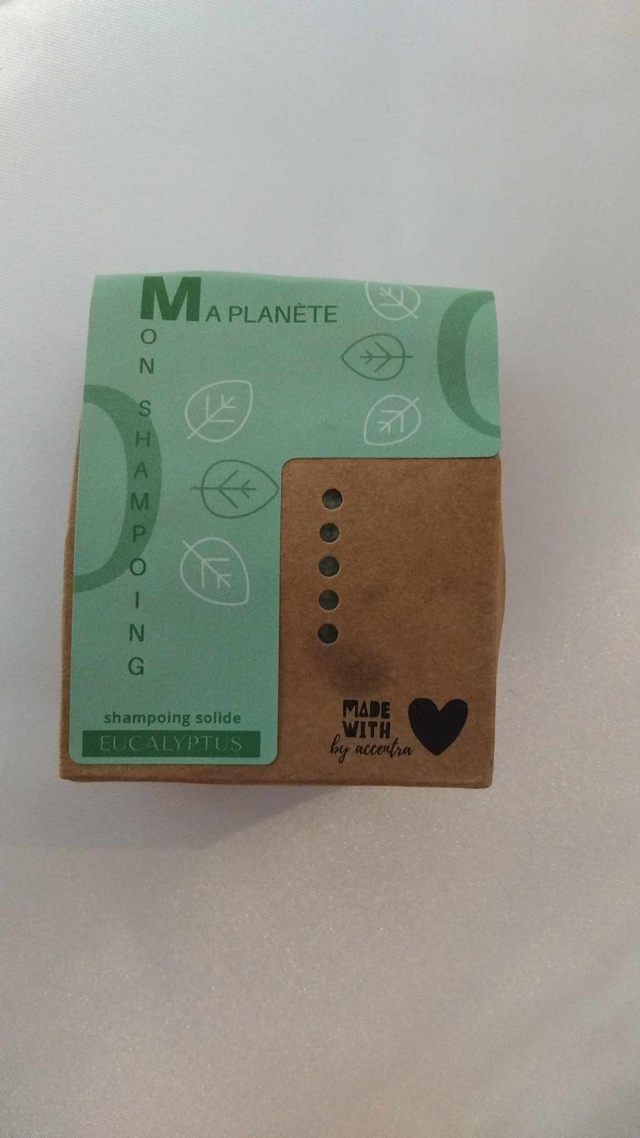 MA PLANÈTE
MON SHAMPOING
shampoing solide
EUCALYPTUS
MADE
WITH
by accentra